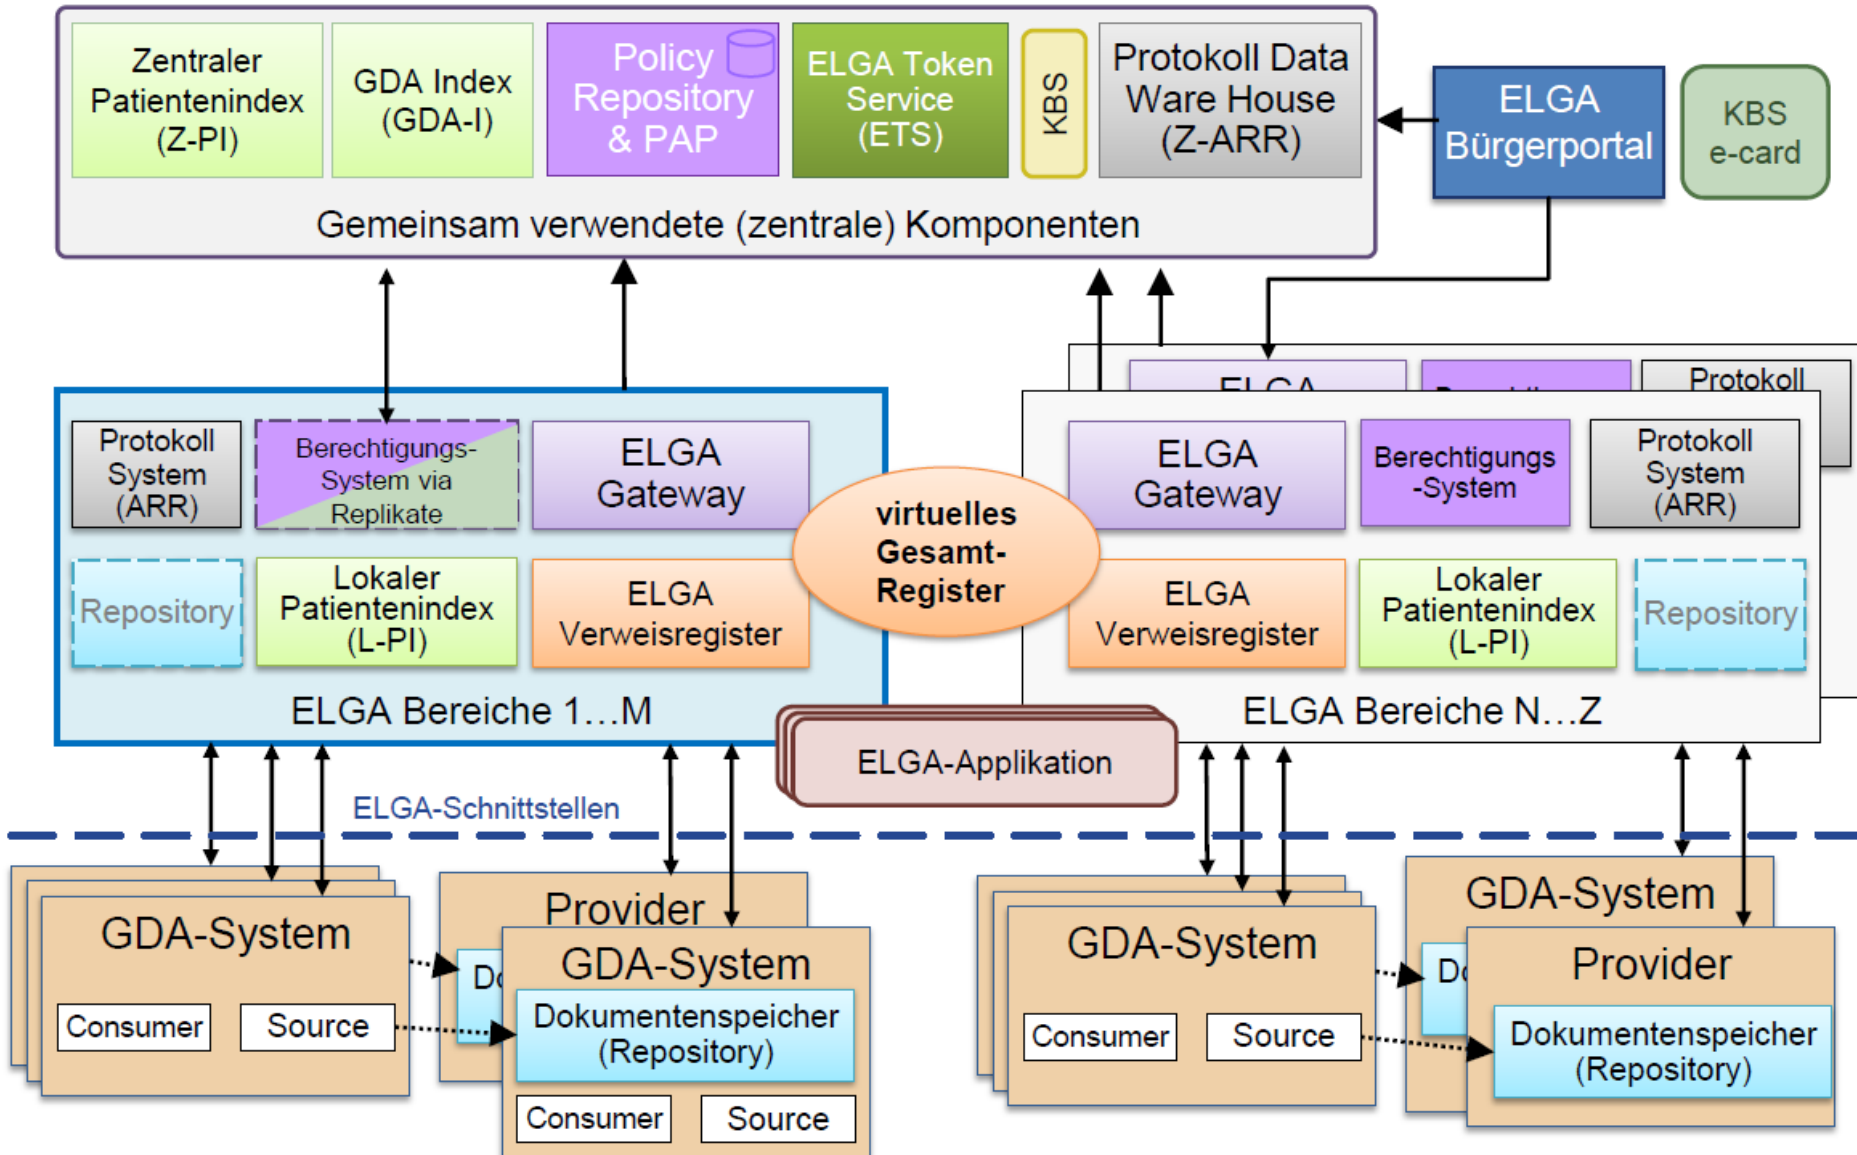 Zentraler
Patientenindex
(Z-PI)
GDA Index
(GDA-I)
Policy
Repository
& PAP
ELGA Token
Service
(ETS)
KBS
Protokoll Data
Ware House
(Z-ARR)
Gemeinsam verwendete (zentrale) Komponenten
ELGA
Bürgerportal
KBS
e-card
Protokoll
System
(ARR)
Berechtigungs-
System via
Replikate
ELGA
Gateway
Repository
Lokaler
Patientenindex
(L-PI)
ELGA
Verweisregister
ELGA Bereiche 1...M
virtuelles
Gesamt-
Register
ELGA
Protokoll
ELGA
Gateway
Berechtigungs
-System
Protokoll
System
(ARR)
ELGA
Verweisregister
Lokaler
Patientenindex
(L-PI)
Repository
ELGA Bereiche N...Z
ELGA-Applikation
ELGA-Schnittstellen
GDA-System
Consumer
Source
Provider
GDA-System
Dokumentenspeicher
(Repository)
Consumer
Source
GDA-System
Consumer
Source
GDA-System
Provider
Dokumentenspeicher
(Repository)